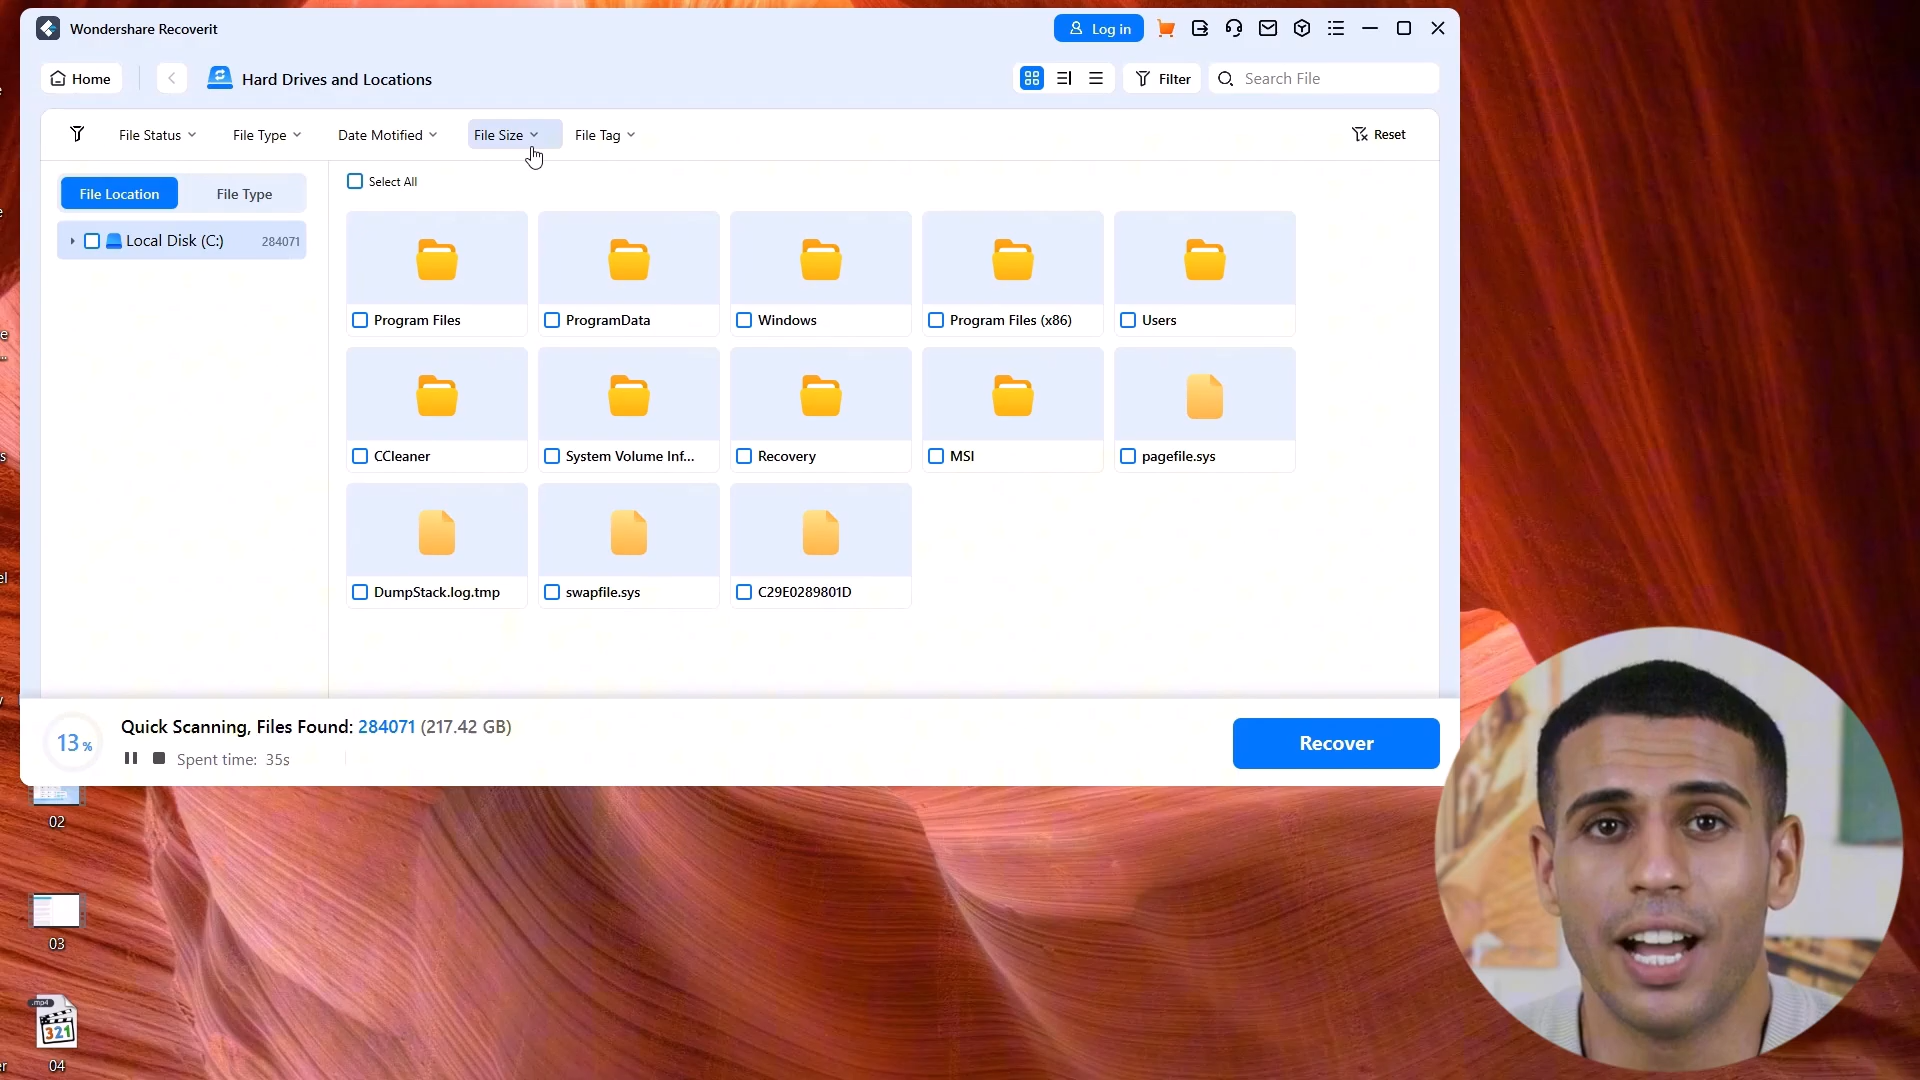 Wondershare Recoverit
Log in
Home
Hard Drives and Locations
Filter
Search File
File Status
File Type
Date Motified
File Size
File Tag
Reset
File Location
File Type
Select All
Local Disk (C:)
284071
Program Files
ProgramData
Windows
Program Files (x86)
Users
CCleaner
System Volume Inf...
Recovery
MSI
pagefile.sys
DumpStack.log.tmp
swapfile.sys
C29E0289801D
13%
Quick Scanning, Files Found: 284071 (217.42 GB)
Spent time: 35s
Recover
02
03
.mp4
321
04